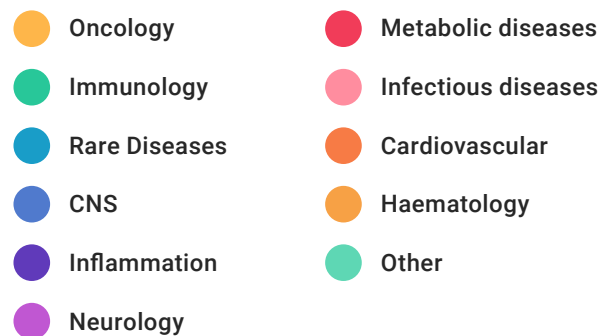 Oncology
Immunology
Rare Diseases
CNS
Inflammation
Neurology
Metabolic diseases
Infectious diseases
Cardiovascular
Haematology
Other